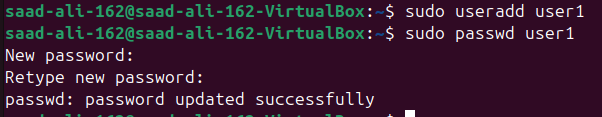 saad-ali-162@saad-ali-162-VirtualBox:~$ sudo useradd user1
saad-ali-162@saad-ali-162-VirtualBox:~$ sudo passwd user1
New password:
Retype new password:
passwd: password updated successfully